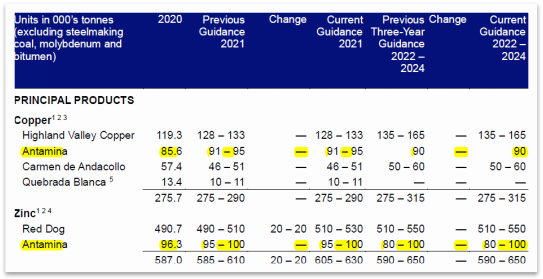 Units in 000's tonnes (excluding steelmaking coal, molybdenum and bitumen) 2020 Previous Guidance 2021 Change Current Guidance 2021 Previous Three-Year Guidance 2022 – 2024 Change Current Guidance 2022 – 2024
PRINCIPAL PRODUCTS
Copper1 2 3
Highland Valley Copper 119.3 128 – 133 — 128 – 133 135 – 165 — 135 – 165
Antamina 85.6 91 – 95 — 91 – 95 90 — 90
Carmen de Andacollo 57.4 46 – 51 — 46 – 51 50 – 60 — 50 – 60
Quebrada Blanca 5 13.4 10 – 11 — 10 – 11 — — —
275.7 275 – 290 — 275 – 290 275 – 315 — 275 – 315
Zinc1 2 4
Red Dog 490.7 490 – 510 20 – 20 510 – 530 510 – 550 — 510 – 550
Antamina 96.3 95 – 100 — 95 – 100 80 – 100 — 80 – 100
587.0 585 – 610 20 – 20 605 – 630 590 – 650 — 590 – 650